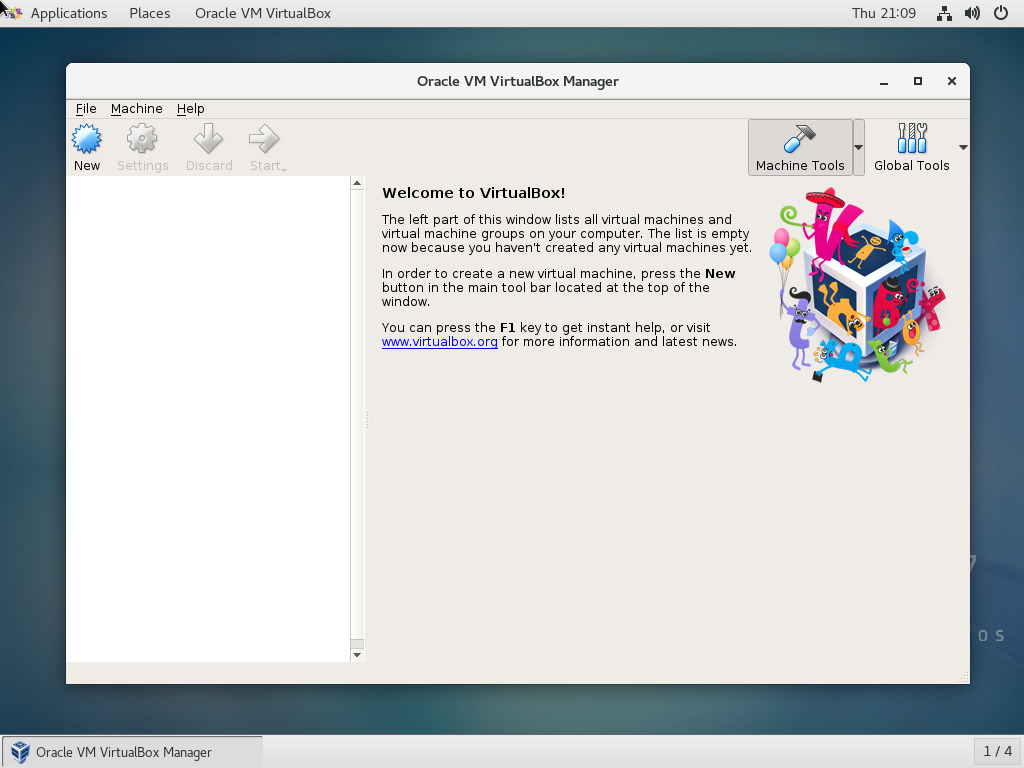 Applications Places Oracle VM VirtualBox Thu 21:09
Oracle VM VirtualBox Manager
File Machine Help
New Settings Discard Start Machine Tools Global Tools
Welcome to VirtualBox!
The left part of this window lists all virtual machines and
virtual machine groups on your computer. The list is empty
now because you haven't created any virtual machines yet.
In order to create a new virtual machine, press the New
button in the main tool bar located at the top of the
window.
You can press the F1 key to get instant help, or visit
www.virtualbox.org for more information and latest news.
7
OS
Oracle VM VirtualBox Manager 1 / 4